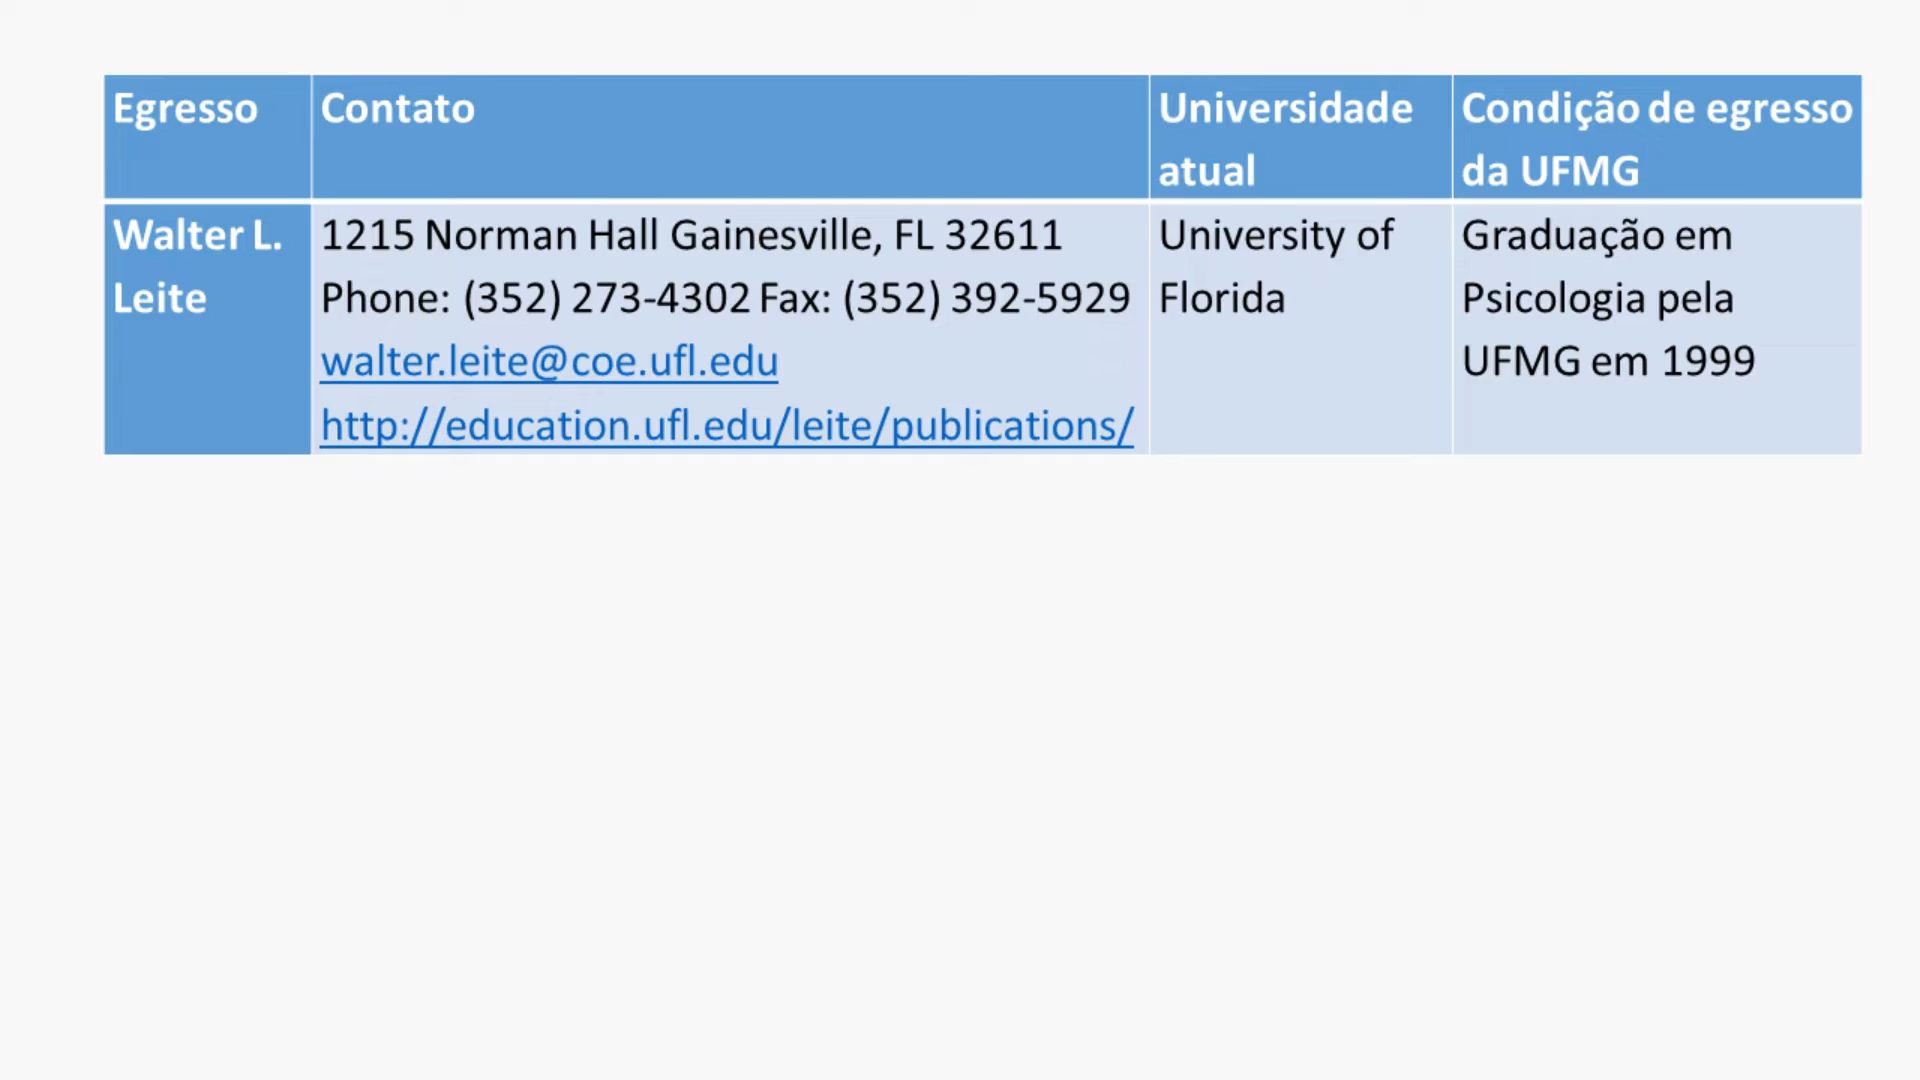 Egresso
Contato
Universidade
atual
Condição de egresso
da UFMG
Walter L.
Leite
1215 Norman Hall Gainesville, FL 32611
Phone: (352) 273-4302 Fax: (352) 392-5929
walter.leite@coe.ufl.edu
http://education.ufl.edu/leite/publications/
University of
Florida
Graduação em
Psicologia pela
UFMG em 1999